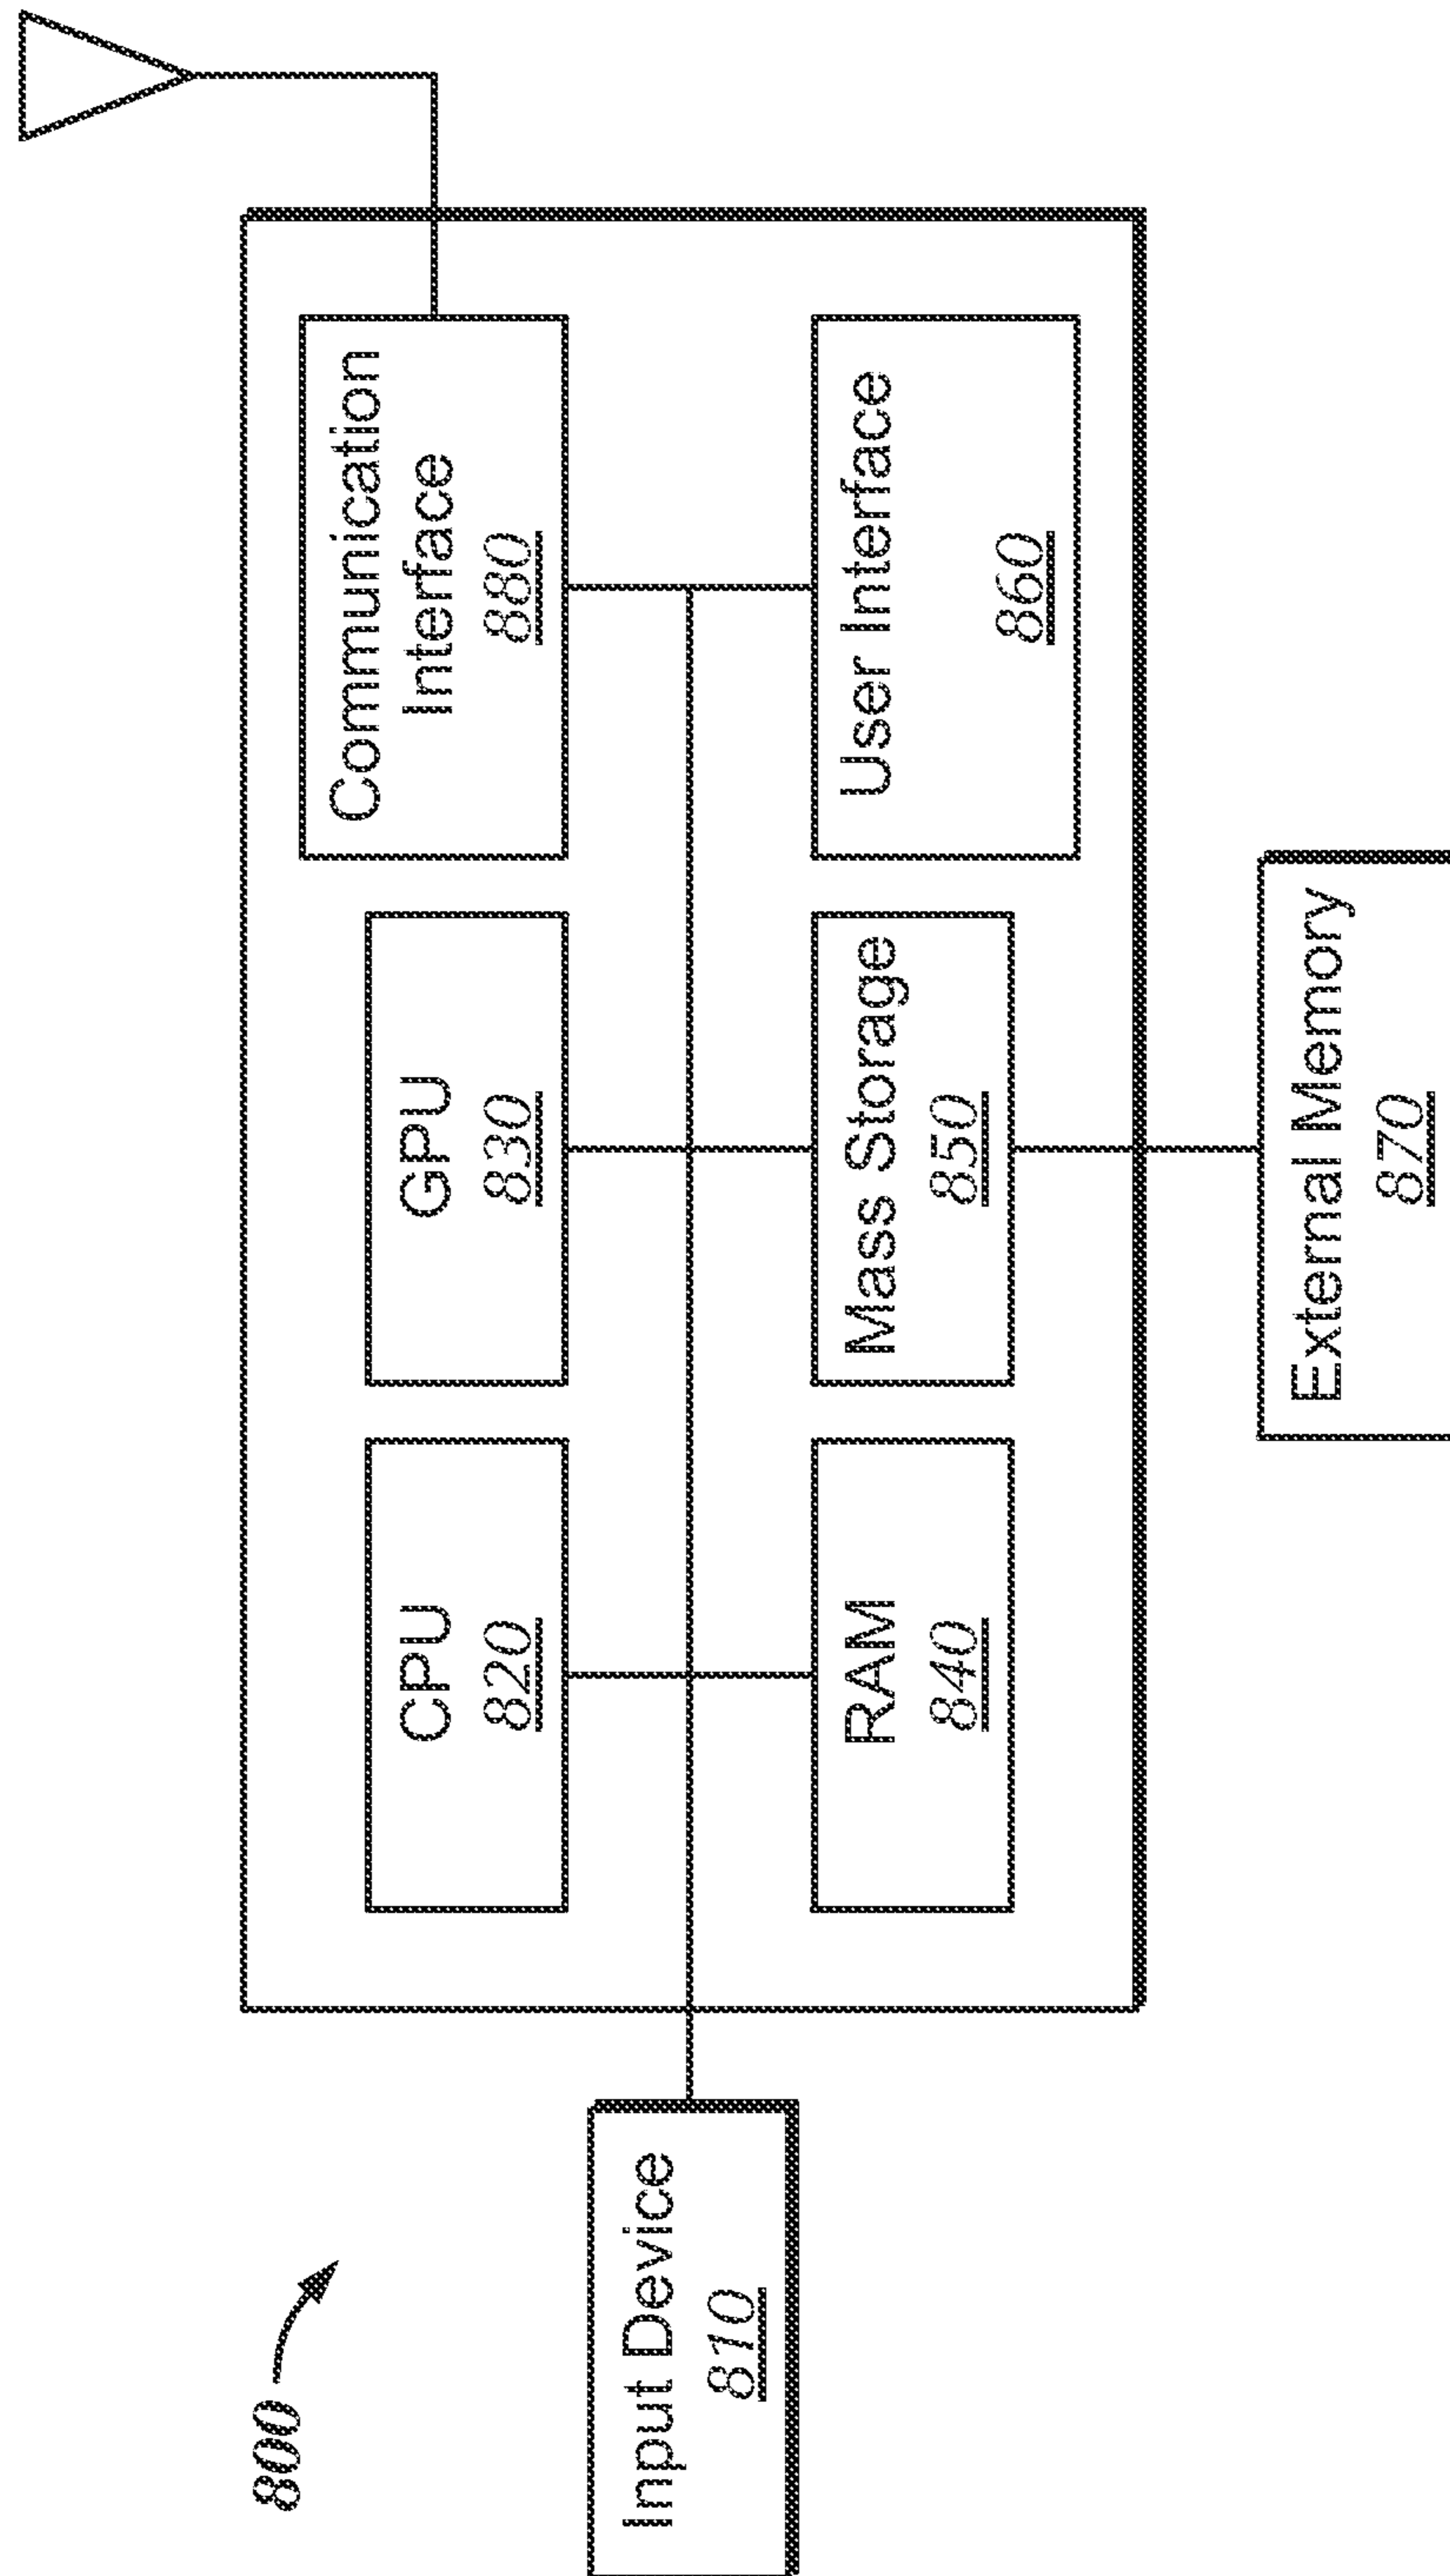 800
Input Device
810
CPU
820
GPU
830
Communication
Interface
880
RAM
840
Mass Storage
850
User Interface
860
External Memory
870